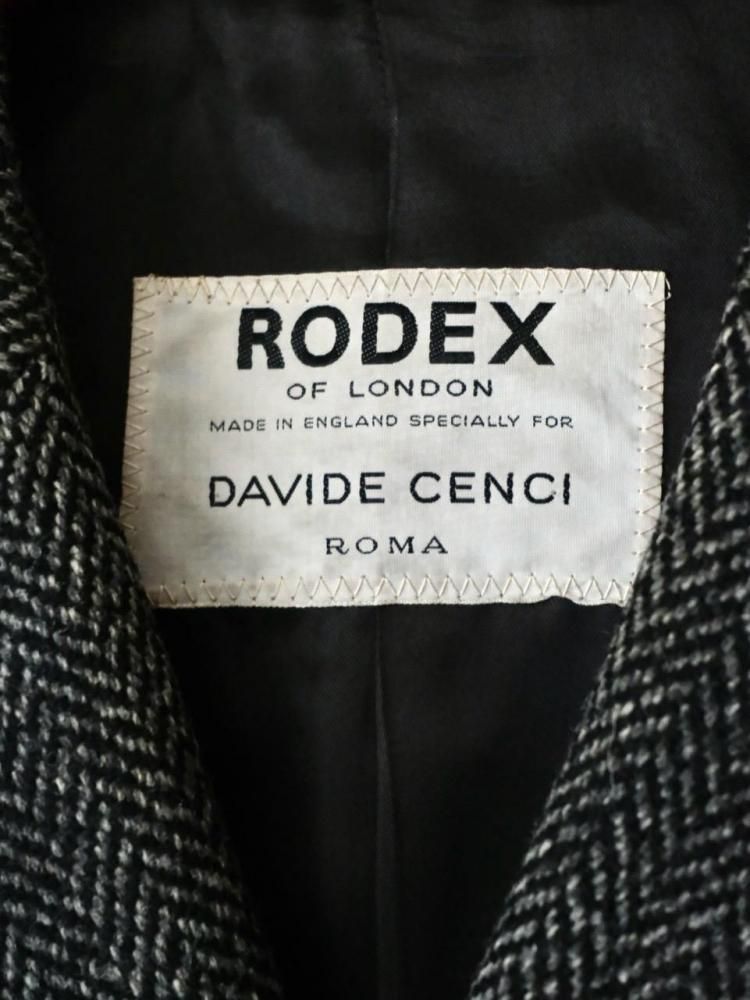 RODEX
OF LONDON
MADE IN ENGLAND SPECIALLY FOR
DAVIDE CENCI
ROMA